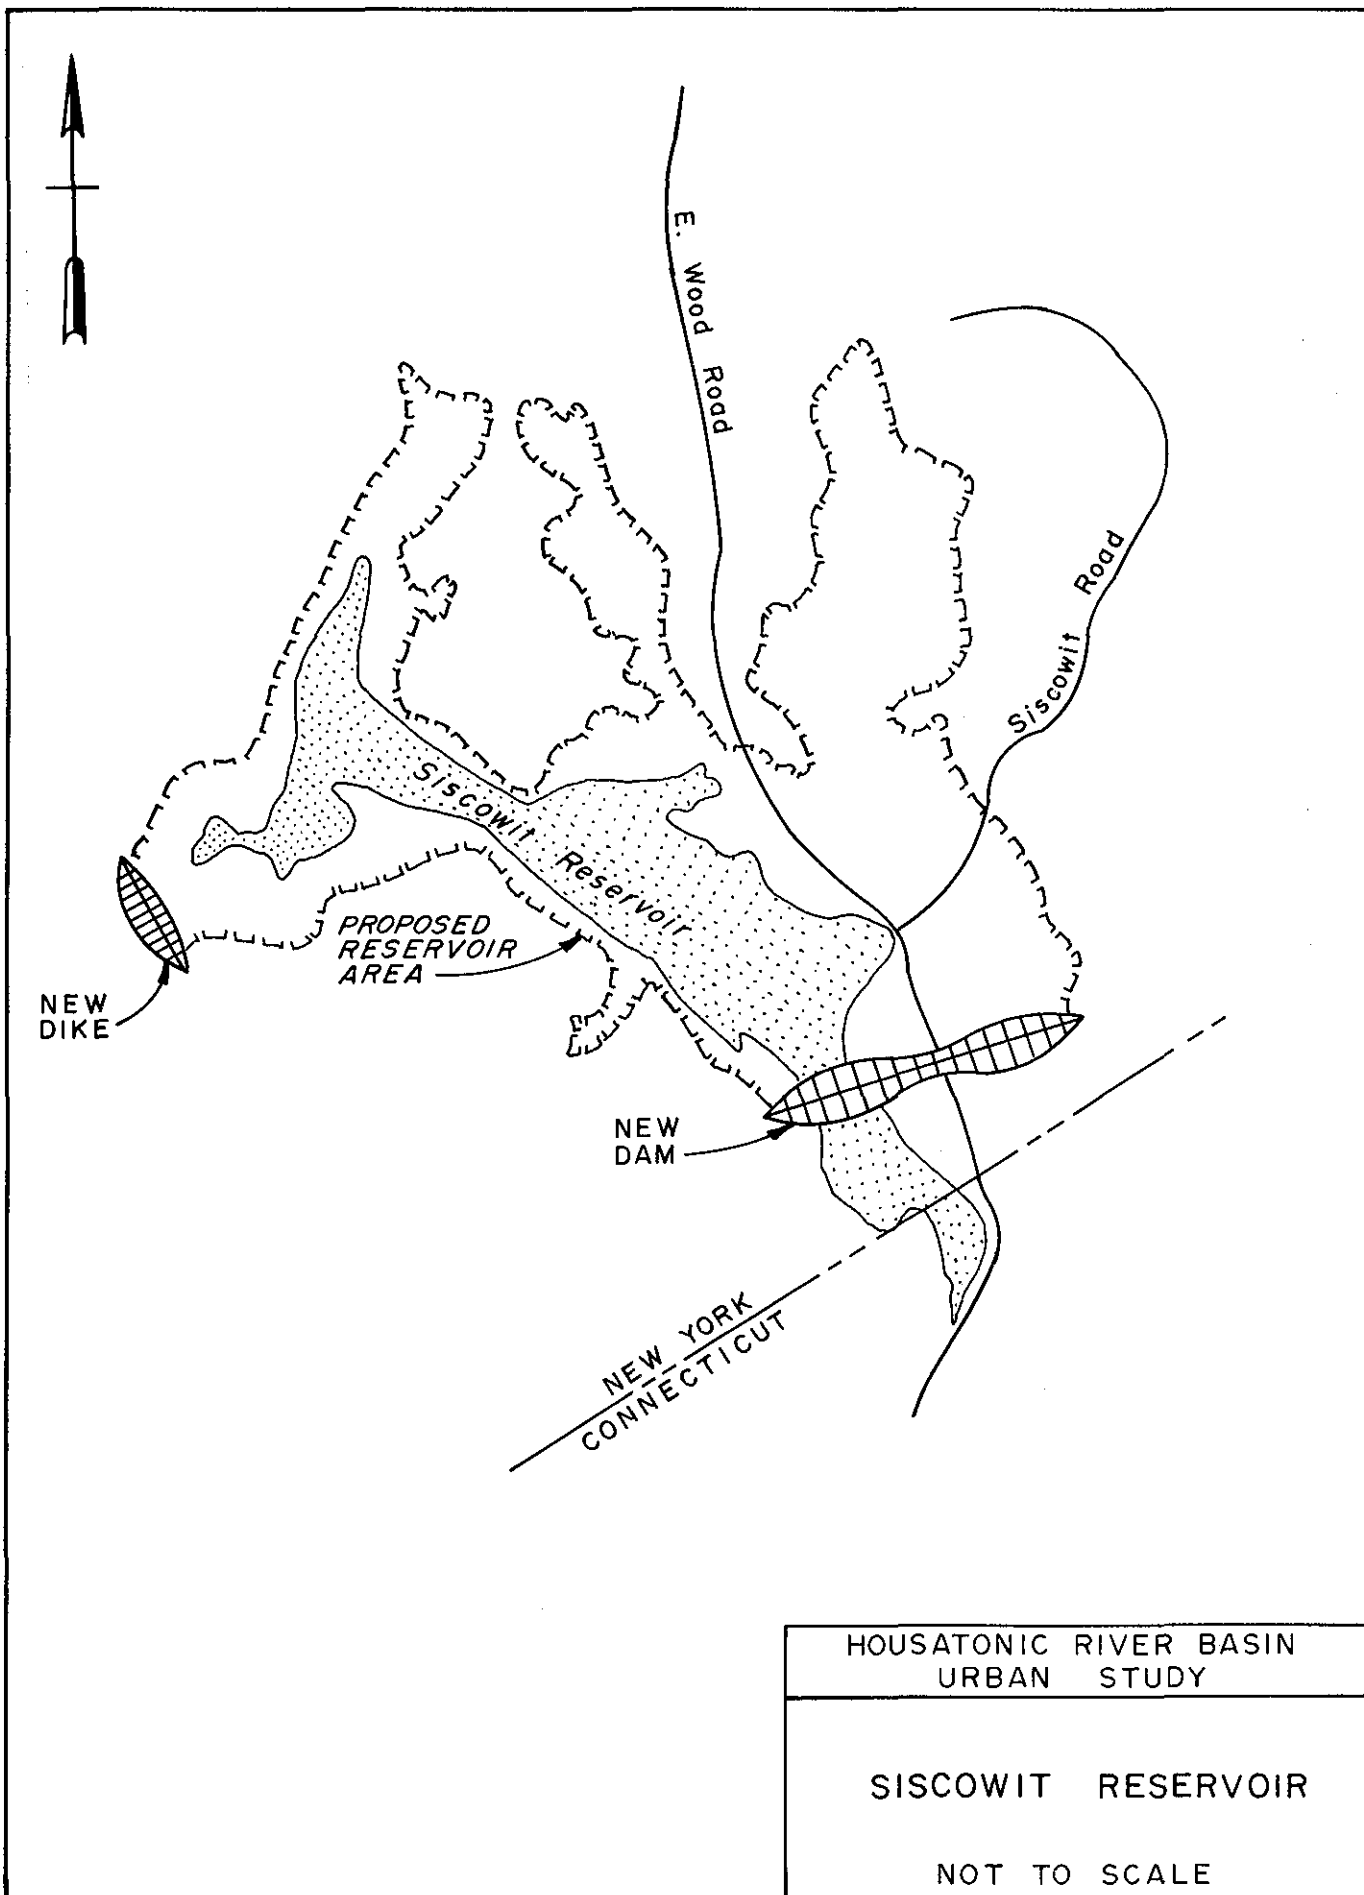 E. Wood Road
Siscowit Road
Siscowit Reservoir
PROPOSED
RESERVOIR
AREA
NEW
DIKE
NEW
DAM
NEW YORK
CONNECTICUT
HOUSATONIC RIVER BASIN
URBAN STUDY
SISCOWIT RESERVOIR
NOT TO SCALE